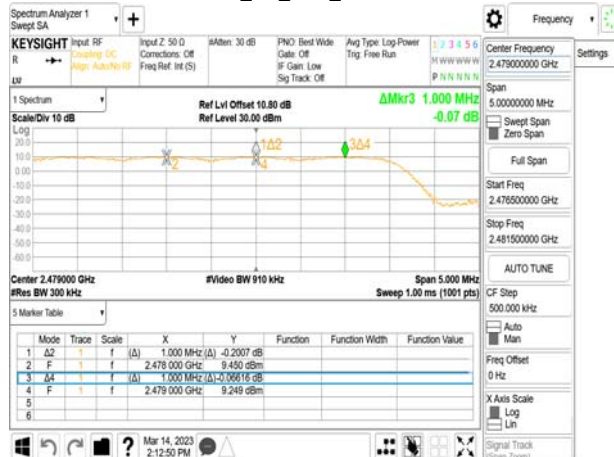 Spectrum Analyzer 1
Swept SA
Frequency
KEYSIGHT
Input: RF
Coupling: DC
Align: Auto/No RF
Input Z: 50 Ω
Corrections: Off
Freq Ref: Int (S)
#Atten: 30 dB
PNO: Best Wide
Gate: Off
IF Gain: Low
Sig Track: Off
Avg Type: Log-Power
Trig: Free Run
1 2 3 4 5 6
M W W W W W
P N N N N N
R
LXI
Center Frequency
2.479000000 GHz
Settings
Span
5.00000000 MHz
Swept Span
Zero Span
Full Span
Start Freq
2.476500000 GHz
Stop Freq
2.481500000 GHz
AUTO TUNE
CF Step
500.000 kHz
Auto
Man
Freq Offset
0 Hz
X Axis Scale
Log
Lin
Signal Track
(Span Zoom)
1 Spectrum
Scale/Div 10 dB
Ref Lvl Offset 10.80 dB
Ref Level 30.00 dBm
ΔMkr3 1.000 MHz
-0.07 dB
Log
20.0
10.0
0.00
-10.0
-20.0
-30.0
-40.0
-50.0
-60.0
2
1Δ2
4
3Δ4
Center 2.479000 GHz
#Res BW 300 kHz
#Video BW 910 kHz
Span 5.000 MHz
Sweep 1.00 ms (1001 pts)
5 Marker Table
Mode Trace Scale X Y Function Function Width Function Value
1 Δ2 1 f (Δ) 1.000 MHz (Δ) -0.2007 dB
2 F 1 f 2.478 000 GHz 9.450 dBm
3 Δ4 1 f (Δ) 1.000 MHz (Δ) -0.06616 dB
4 F 1 f 2.479 000 GHz 9.249 dBm
5
6
?
Mar 14, 2023
2:12:50 PM